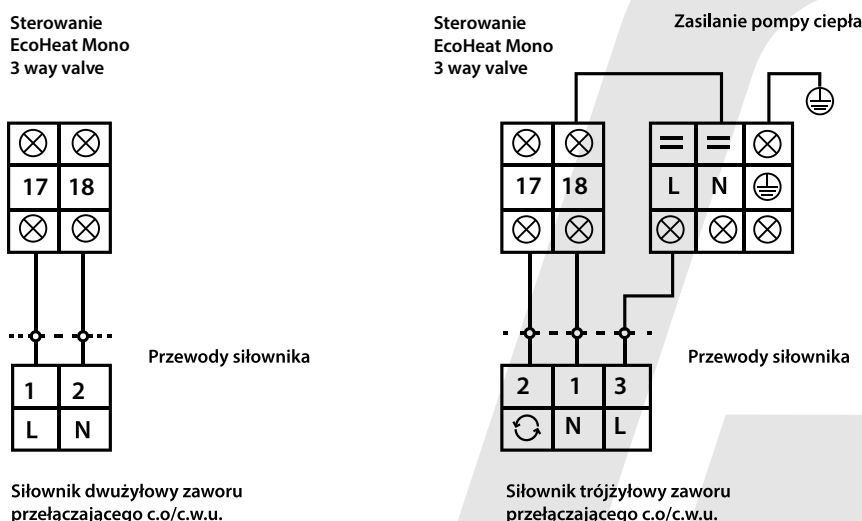 Sterowanie
EcoHeat Mono
3 way valve
17 18
Przewody siłownika
1 2
L N
Siłownik dwużyłowy zaworu
przełączającego c.o/c.w.u.
Sterowanie
EcoHeat Mono
3 way valve
Zasilanie pompy ciepła
17 18
L N
Przewody siłownika
2 1 3
N L
Siłownik trójżyłowy zaworu
przełączającego c.o/c.w.u.